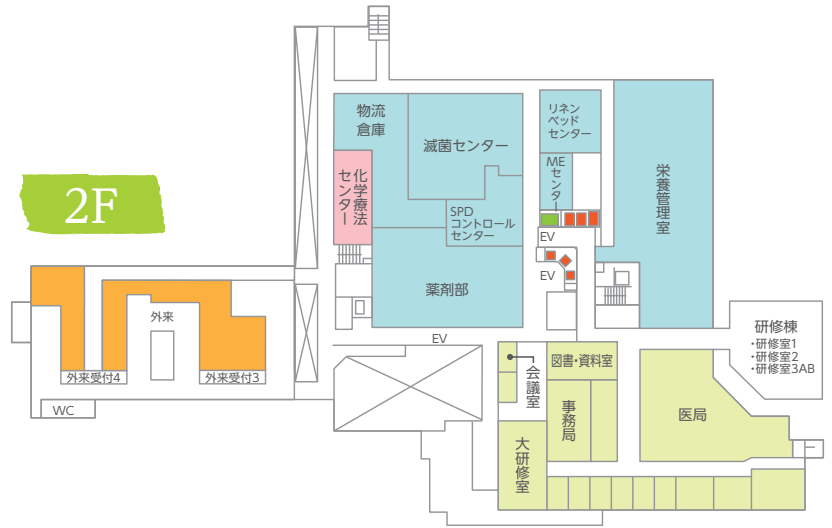 2F
物流
倉庫
滅菌センター
化学療法
センター
SPD
コントロール
センター
薬剤部
リネン
ベッド
センター
ME
センター
栄養管理室
EV
EV
EV
外来
外来受付4
外来受付3
WC
会議室
図書・資料室
事務局
大研修室
医局
研修棟
・研修室1
・研修室2
・研修室3AB